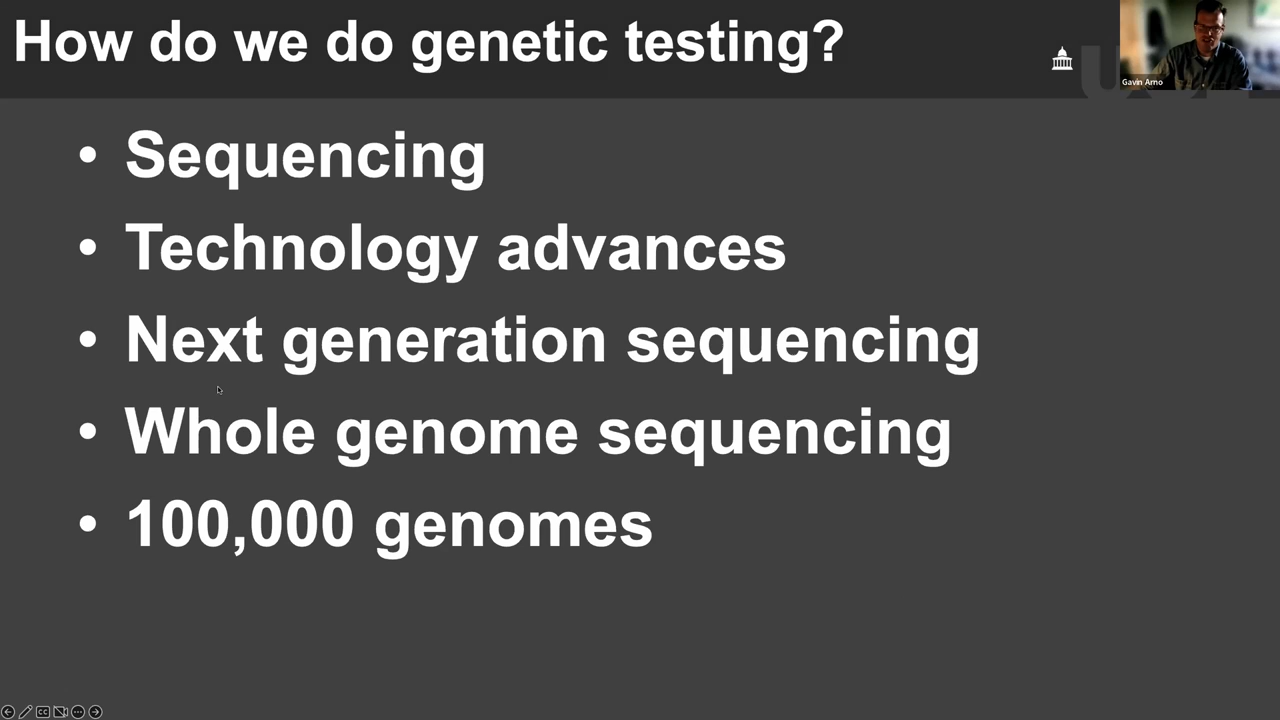 How do we do genetic testing?
Gavin Arno
• Sequencing
• Technology advances
• Next generation sequencing
• Whole genome sequencing
• 100,000 genomes